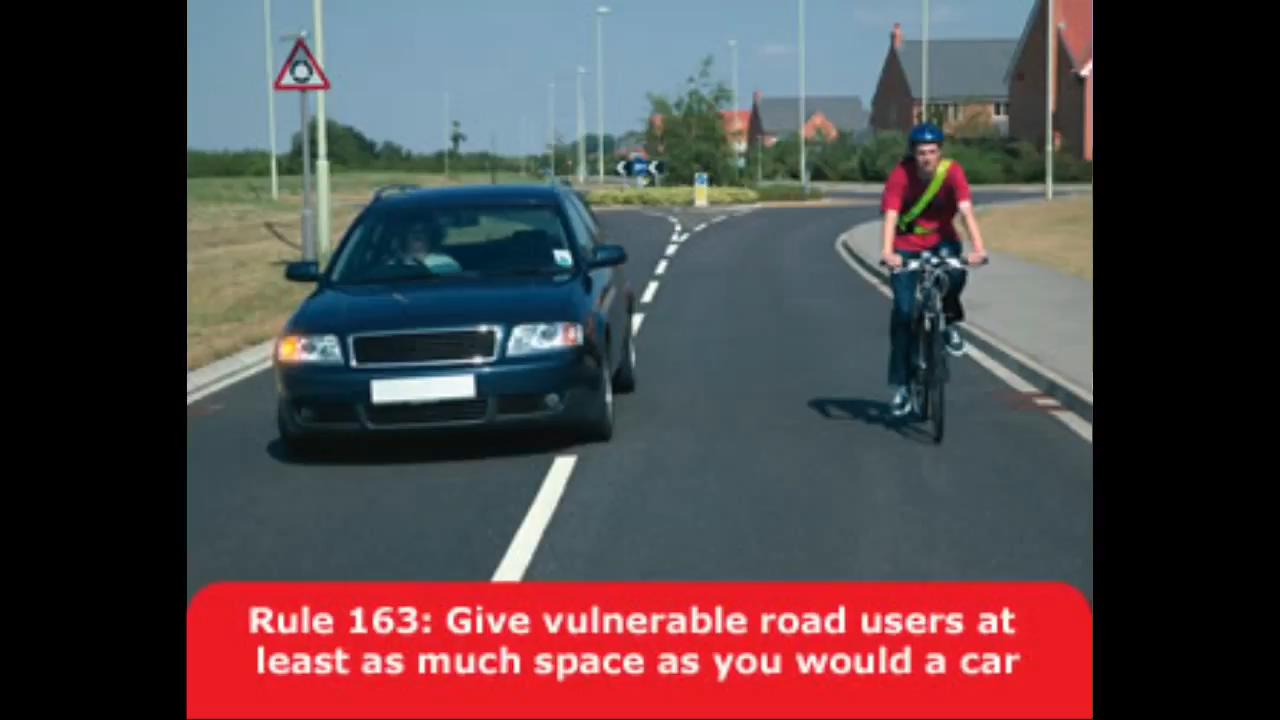 Rule 163: Give vulnerable road users at
least as much space as you would a car